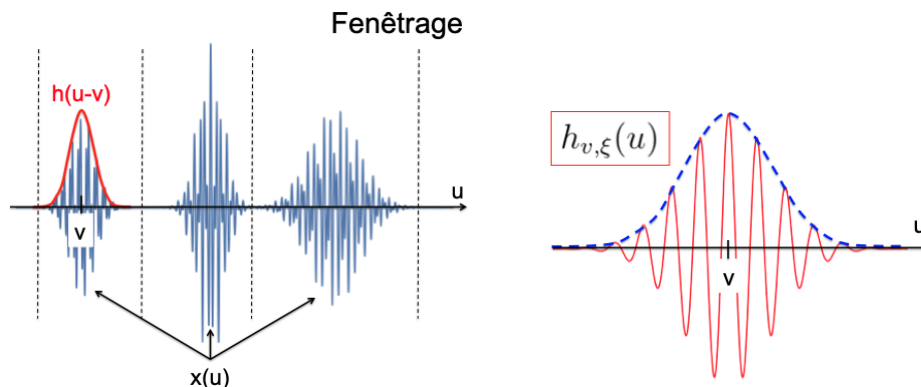 Fenêtrage
h(u-v)
u
v
x(u)
h_{v,ξ}(u)
u
v